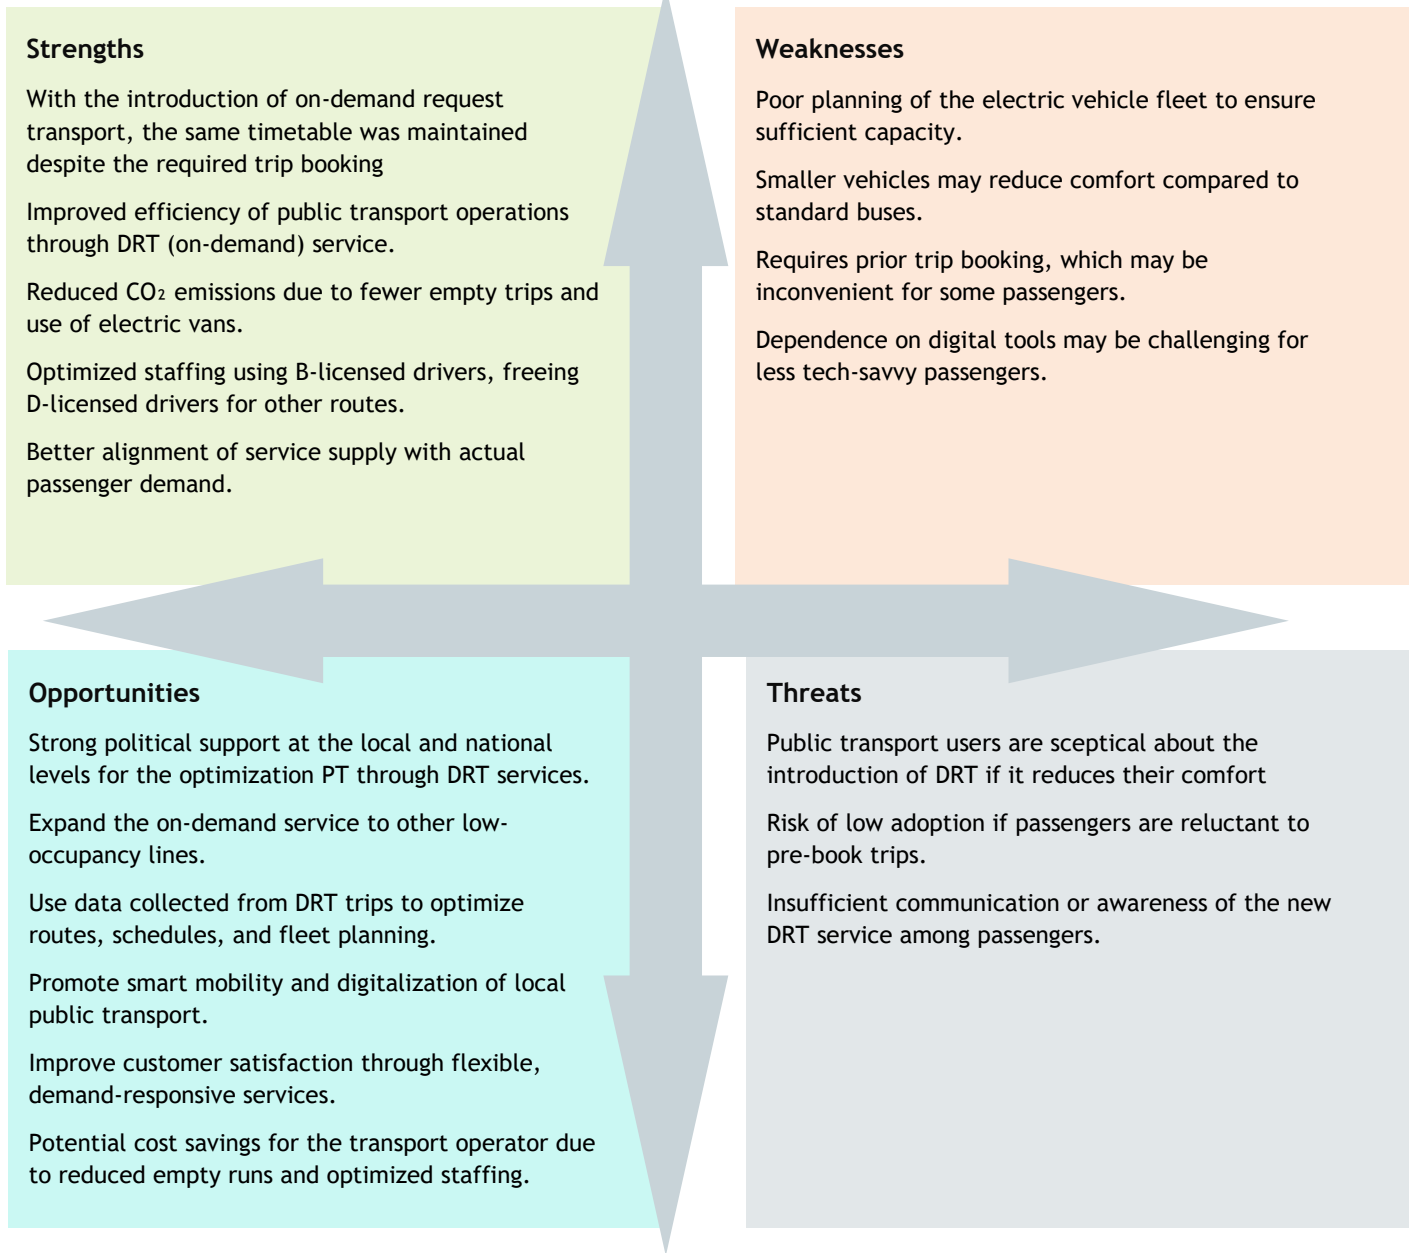 Strengths
With the introduction of on-demand request
transport, the same timetable was maintained
despite the required trip booking
Improved efficiency of public transport operations
through DRT (on-demand) service.
Reduced CO₂ emissions due to fewer empty trips and
use of electric vans.
Optimized staffing using B-licensed drivers, freeing
D-licensed drivers for other routes.
Better alignment of service supply with actual
passenger demand.
Weaknesses
Poor planning of the electric vehicle fleet to ensure
sufficient capacity.
Smaller vehicles may reduce comfort compared to
standard buses.
Requires prior trip booking, which may be
inconvenient for some passengers.
Dependence on digital tools may be challenging for
less tech-savvy passengers.
Opportunities
Strong political support at the local and national
levels for the optimization PT through DRT services.
Expand the on-demand service to other low-
occupancy lines.
Use data collected from DRT trips to optimize
routes, schedules, and fleet planning.
Promote smart mobility and digitalization of local
public transport.
Improve customer satisfaction through flexible,
demand-responsive services.
Potential cost savings for the transport operator due
to reduced empty runs and optimized staffing.
Threats
Public transport users are sceptical about the
introduction of DRT if it reduces their comfort
Risk of low adoption if passengers are reluctant to
pre-book trips.
Insufficient communication or awareness of the new
DRT service among passengers.